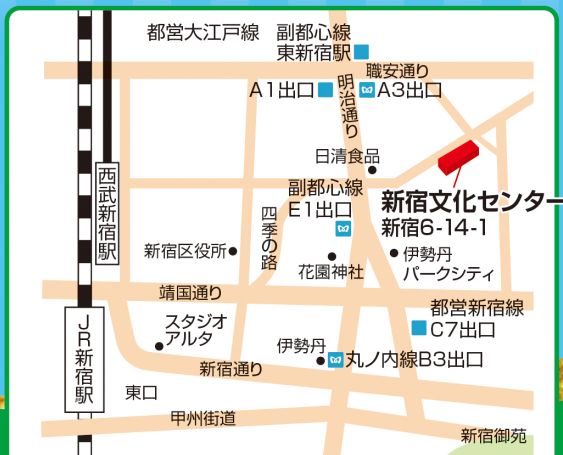 都営大江戸線 副都心線
東新宿駅
職安通り
A1出口
A3出口
明治通り
日清食品
西武新宿駅
副都心線
E1出口
新宿文化センター
新宿6-14-1
四季の路
新宿区役所
花園神社
伊勢丹
パークシティ
靖国通り
都営新宿線
C7出口
スタジオ
アルタ
JR新宿駅
伊勢丹
丸ノ内線B3出口
新宿通り
東口
甲州街道
新宿御苑